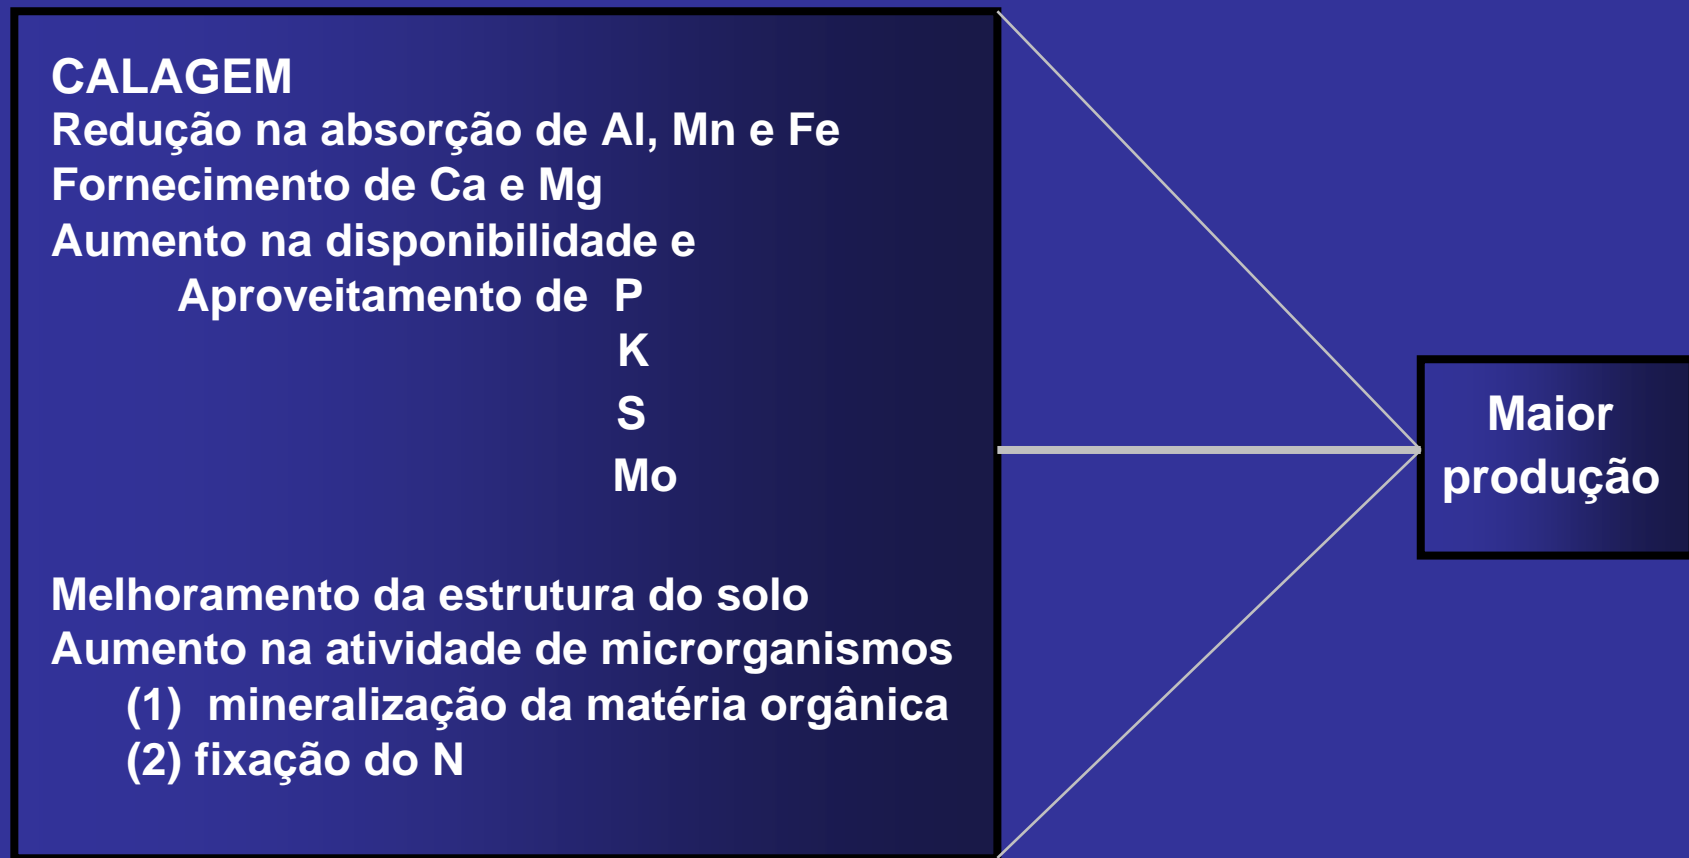 CALAGEM
Redução na absorção de Al, Mn e Fe
Fornecimento de Ca e Mg
Aumento na disponibilidade e
Aproveitamento de P
K
S
Mo
Melhoramento da estrutura do solo
Aumento na atividade de microrganismos
(1) mineralização da matéria orgânica
(2) fixação do N
Maior
produção